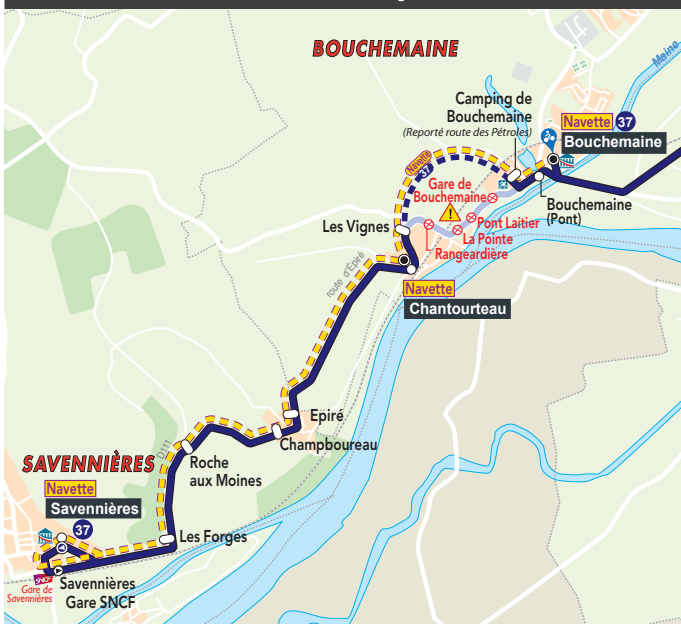 BOUCHEMAINE
Maine
Camping de
Bouchemaine
(Reporté route des Pétroles)
Navette 37
Bouchemaine
Navette
37
Gare de
Bouchemaine
!
Bouchemaine
(Pont)
Pont Laitier
La Pointe
Rangeardière
Les Vignes
route d'Épiré
Navette
Chantourteau
Epiré
Champboureau
D111
Roche
aux Moines
SAVENNIÈRES
Navette
Savennières
37
Les Forges
SNCF
Gare de
Savennières
Savennières
Gare SNCF